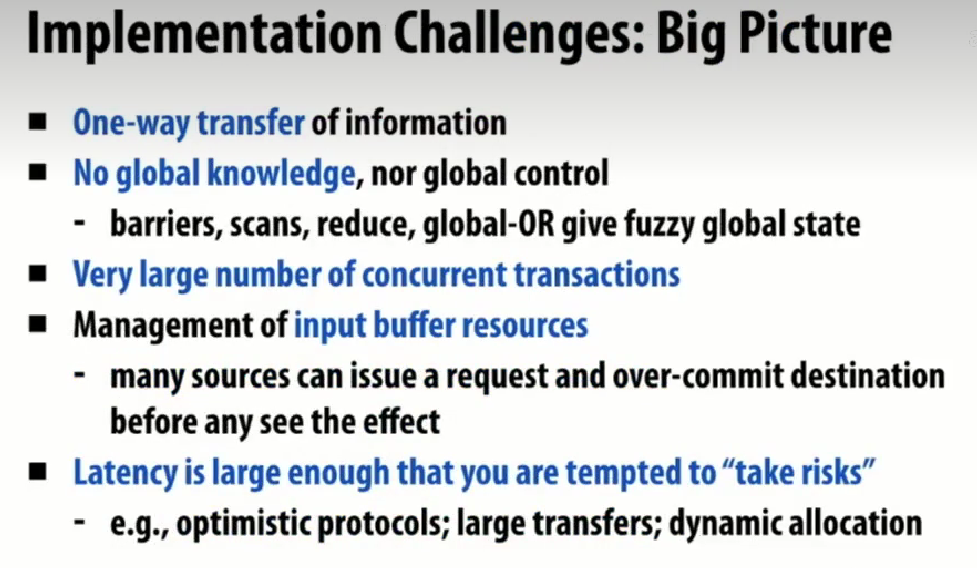 Implementation Challenges: Big Picture
■ One-way transfer of information
■ No global knowledge, nor global control
- barriers, scans, reduce, global-OR give fuzzy global state
■ Very large number of concurrent transactions
■ Management of input buffer resources
- many sources can issue a request and over-commit destination
before any see the effect
■ Latency is large enough that you are tempted to “take risks”
- e.g., optimistic protocols; large transfers; dynamic allocation